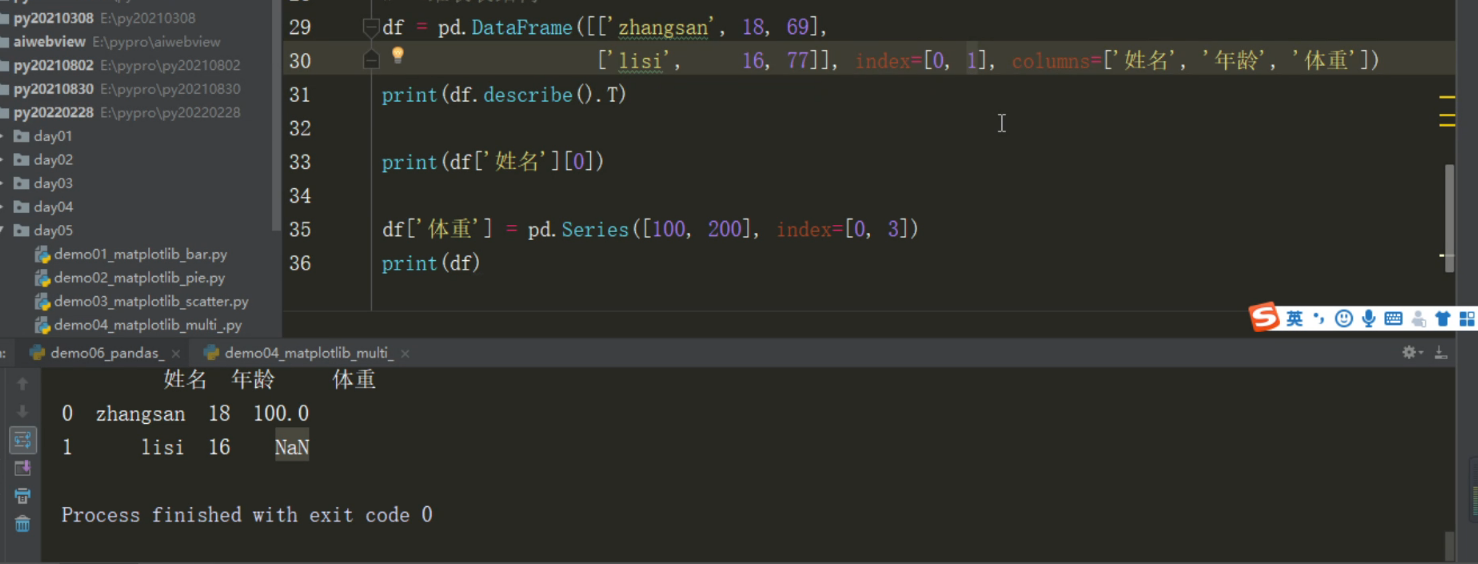 py20210308 E:\py20210308
aiwebview E:\pypro\aiwebview
py20210802 E:\pypro\py20210802
py20210830 E:\pypro\py20210830
py20220228 E:\pypro\py20220228
day01
day02
day03
day04
day05
demo01_matplotlib_bar.py
demo02_matplotlib_pie.py
demo03_matplotlib_scatter.py
demo04_matplotlib_multi_.py
29 df = pd.DataFrame([['zhangsan', 18, 69],
30 ['lisi', 16, 77]], index=[0, 1], columns=['姓名', '年龄', '体重'])
31 print(df.describe().T)
32
33 print(df['姓名'][0])
34
35 df['体重'] = pd.Series([100, 200], index=[0, 3])
36 print(df)
英
demo06_pandas_ demo04_matplotlib_multi_
姓名 年龄 体重
0 zhangsan 18 100.0
1 lisi 16 NaN
Process finished with exit code 0